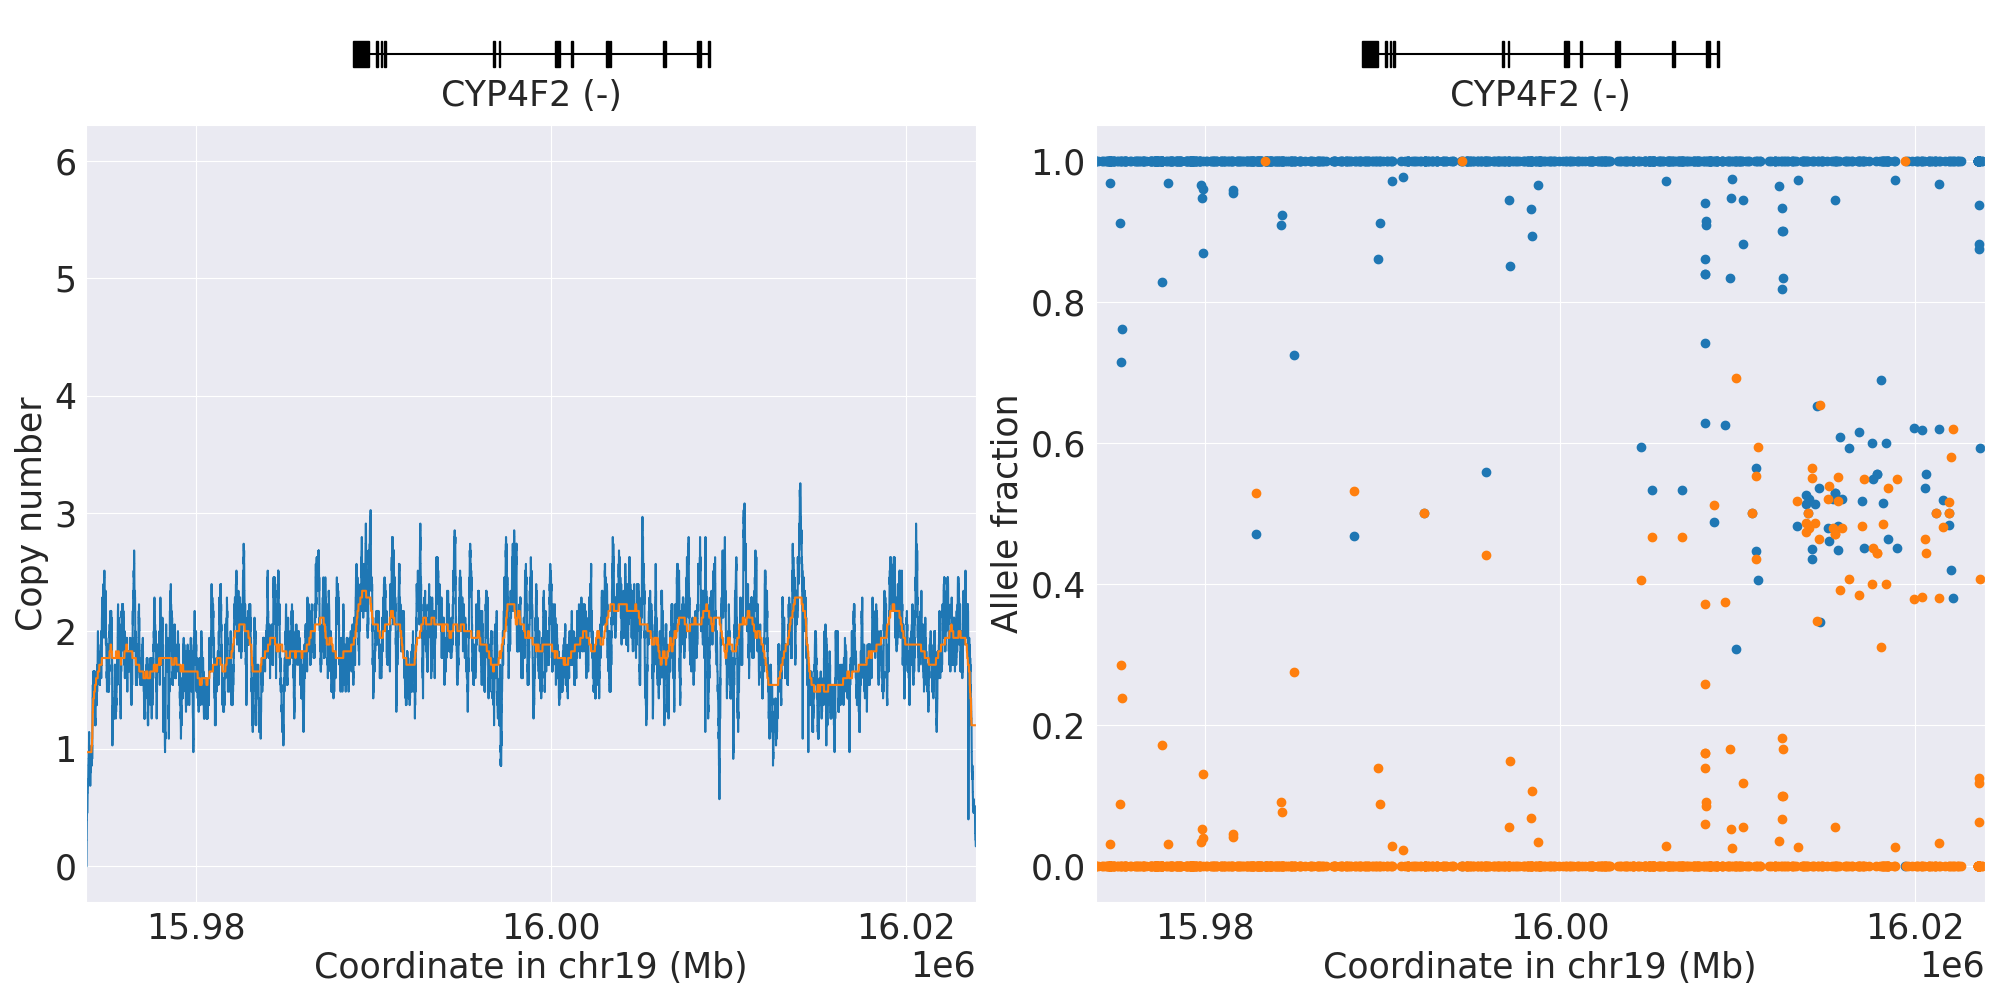 CYP4F2 (-)
6
5
4
3
2
1
0
Copy number
15.98
16.00
16.02
Coordinate in chr19 (Mb)
1e6
CYP4F2 (-)
1.0
0.8
0.6
0.4
0.2
0.0
Allele fraction
15.98
16.00
16.02
Coordinate in chr19 (Mb)
1e6